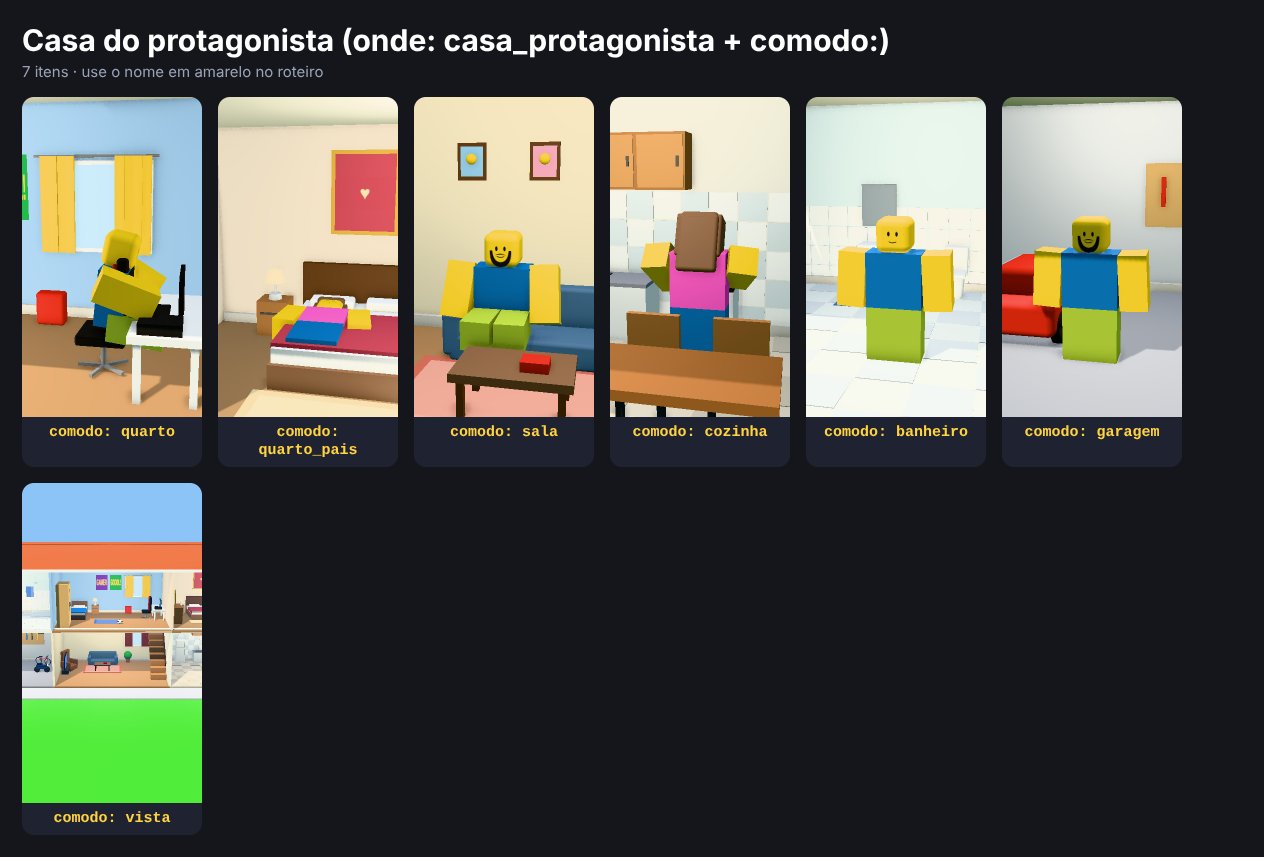 Casa do protagonista (onde: casa_protagonista + comodo:)
7 itens · use o nome em amarelo no roteiro
comodo: quarto
comodo:
quarto_pais
comodo: sala
comodo: cozinha
comodo: banheiro
comodo: garagem
GAMER
comodo: vista